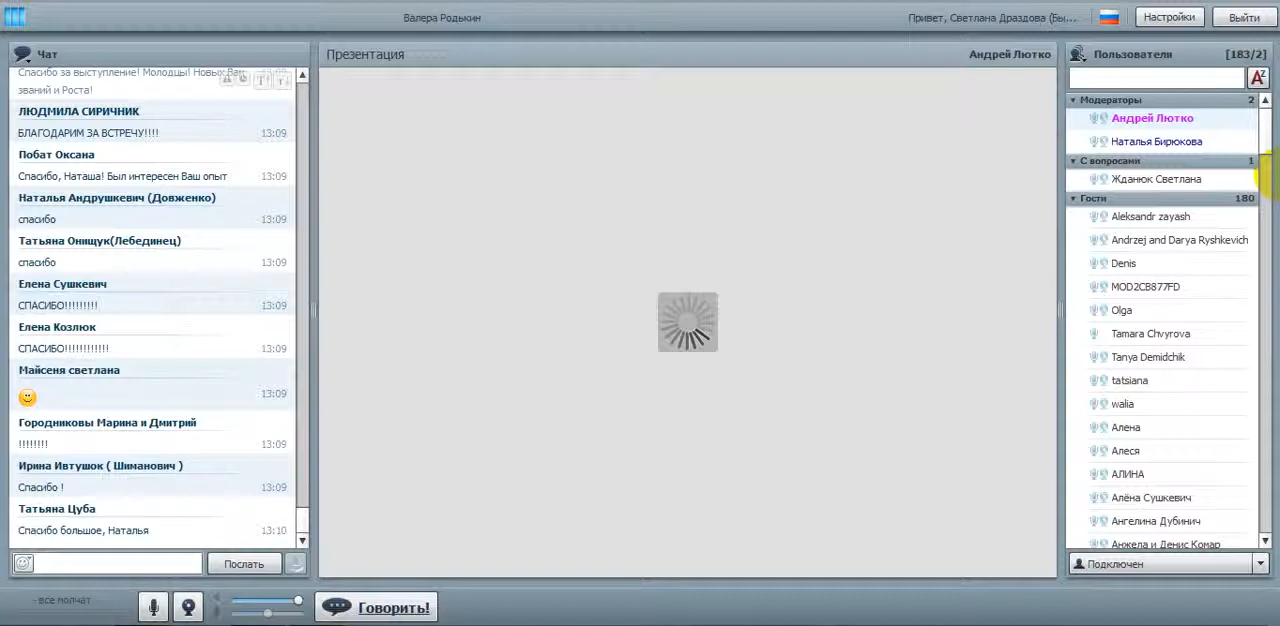 Валера Родькин
Привет, Светлана Драздова (Бы...
Настройки
Выйти
Чат
Спасибо за выступление! Молодцы! Новых Вам
званий и Роста!
ЛЮДМИЛА СИРИЧНИК
БЛАГОДАРИМ ЗА ВСТРЕЧУ!!!!
13:09
Побат Оксана
Спасибо, Наташа! Был интересен Ваш опыт
13:09
Наталья Андрушкевич (Довженко)
спасибо
13:09
Татьяна Онищук(Лебединец)
спасибо
13:09
Елена Сушкевич
СПАСИБО!!!!!!!!!
13:09
Елена Козлюк
СПАСИБО!!!!!!!!!!!!
13:09
Майсеня светлана
13:09
Городниковы Марина и Дмитрий
!!!!!!!!
13:09
Ирина Ивтушок ( Шиманович )
Спасибо !
13:09
Татьяна Цуба
Спасибо большое, Наталья
13:10
Послать
Презентация
Андрей Лютко
Пользователи
[183/2]
Модераторы
2
Андрей Лютко
Наталья Бирюкова
С вопросами
1
Жданюк Светлана
Гости
180
Aleksandr zayash
Andrzej and Darya Ryshkevich
Denis
MOD2CB877FD
Olga
Tamara Chvyrova
Tanya Demidchik
tatsiana
walia
Алена
Алеся
АЛИНА
Алёна Сушкевич
Ангелина Дубинич
Анжела и Денис Комар
Подключен
- все молчат
Говорить!